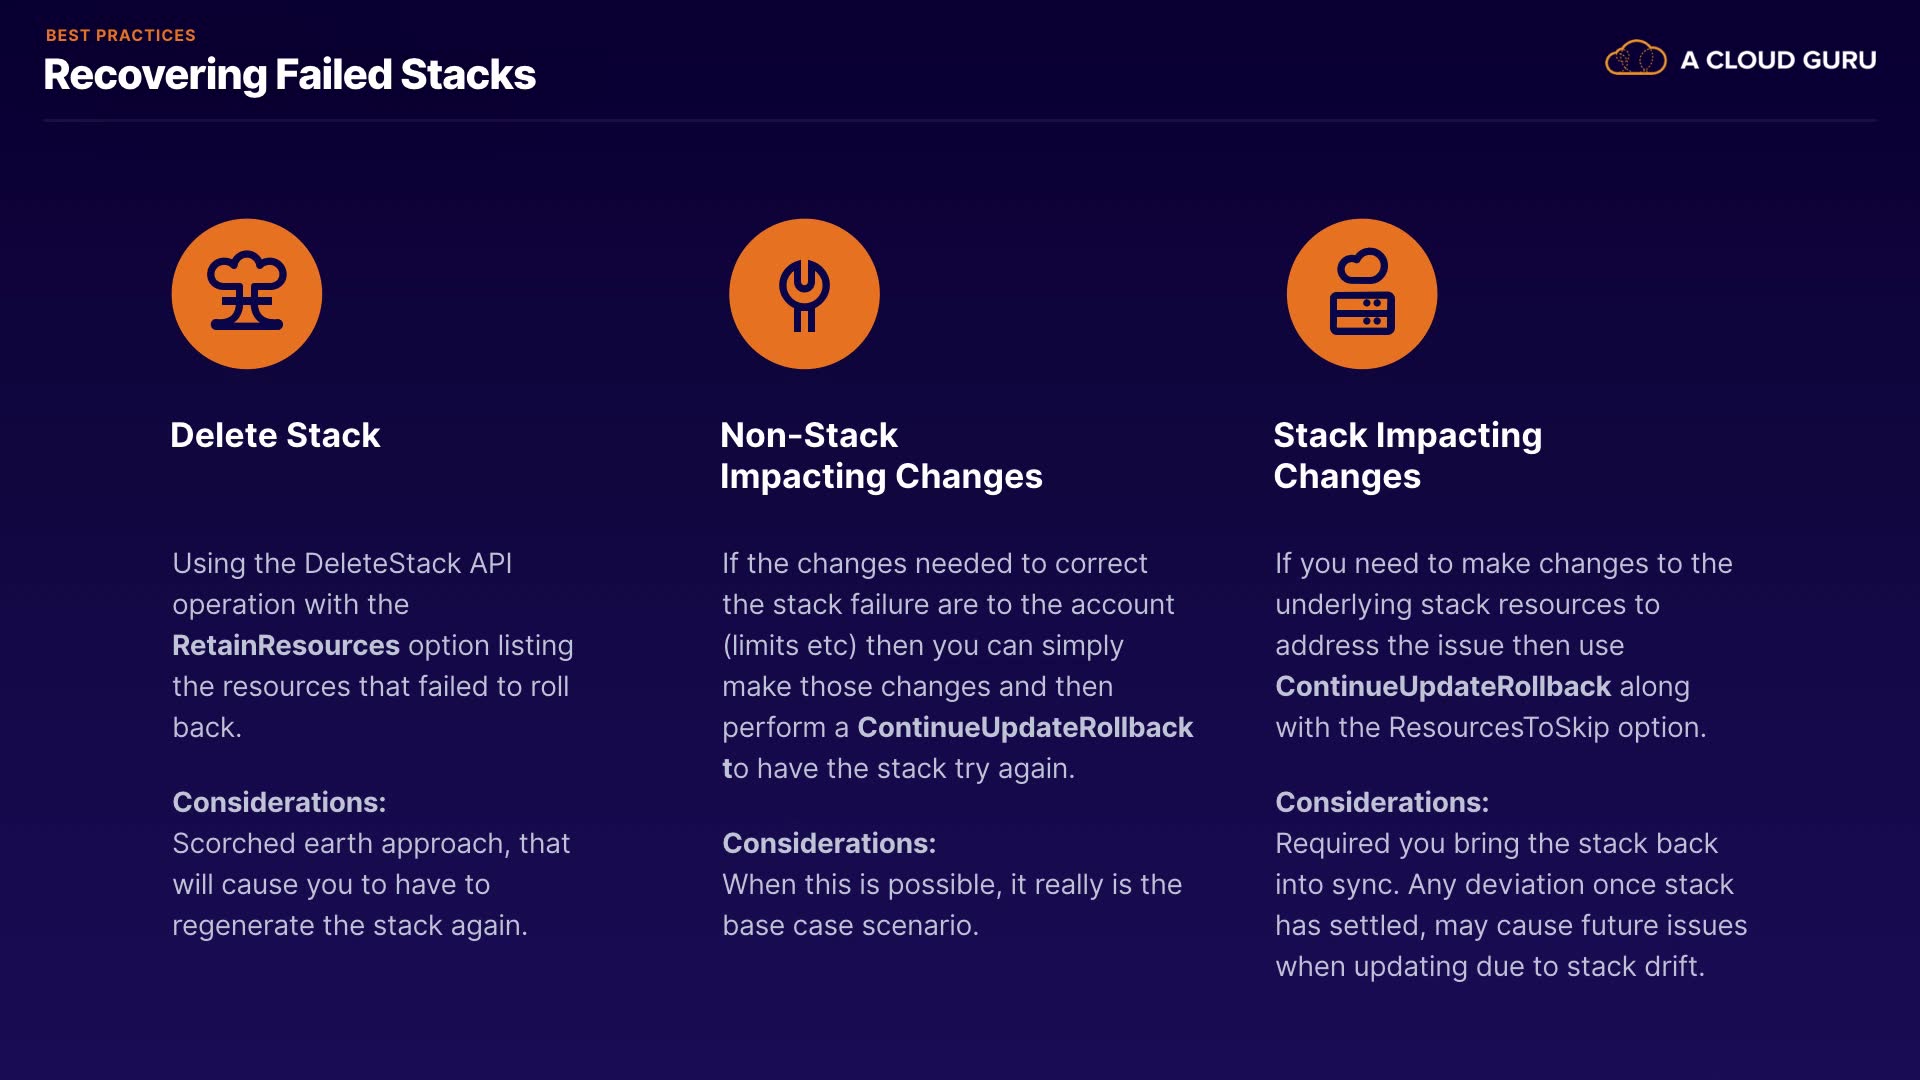 BEST PRACTICES
Recovering Failed Stacks
A CLOUD GURU
Delete Stack
Using the DeleteStack API
operation with the
RetainResources option listing
the resources that failed to roll
back.
Considerations:
Scorched earth approach, that
will cause you to have to
regenerate the stack again.
Non-Stack
Impacting Changes
If the changes needed to correct
the stack failure are to the account
(limits etc) then you can simply
make those changes and then
perform a ContinueUpdateRollback
to have the stack try again.
Considerations:
When this is possible, it really is the
base case scenario.
Stack Impacting
Changes
If you need to make changes to the
underlying stack resources to
address the issue then use
ContinueUpdateRollback along
with the ResourcesToSkip option.
Considerations:
Required you bring the stack back
into sync. Any deviation once stack
has settled, may cause future issues
when updating due to stack drift.